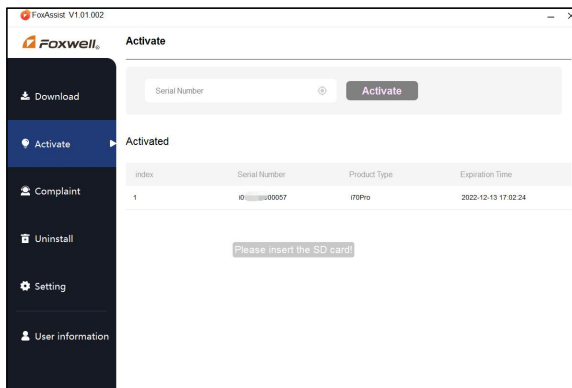 FoxAssist V1.01.002
FOXWELL®
Activate
Download
Serial Number
Activate
Activate
Activated
index
Serial Number
Product Type
Expiration Time
1
i70Pro
2022-12-13 17:02:24
Complaint
Uninstall
Please insert the SD card!
Setting
User information